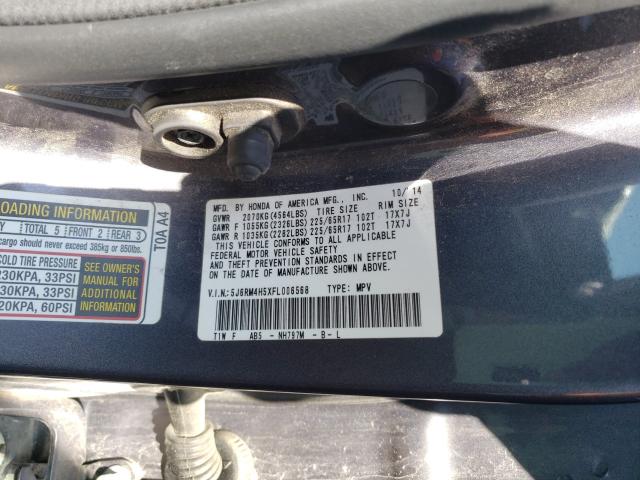 OADING INFORMATION
TOTAL 5 FRONT 2 REAR 3
cargo should never exceed 385kg or 850lbs.
COLD TIRE PRESSURE
230KPA, 33PSI
230KPA, 33PSI
420KPA, 60PSI
SEE OWNER'S
MANUAL FOR
ADDITIONAL
INFORMATION
T0A A4
MFD. BY HONDA OF AMERICA MFG., INC. 10/14
GVWR 2070KG(4564LBS) TIRE SIZE RIM SIZE
GAWR F 1055KG(2326LBS) 225/65R17 102T 17X7J
GAWR R 1035KG(2282LBS) 225/65R17 102T 17X7J
THIS VEHICLE CONFORMS TO ALL APPLICABLE
FEDERAL MOTOR VEHICLE SAFETY
AND THEFT PREVENTION STANDARDS IN EFFECT ON
THE DATE OF MANUFACTURE SHOWN ABOVE.
V.I.N.:5J6RM4H5XFL006568 TYPE: MPV
TIW F AB5 - NH797M - B - L